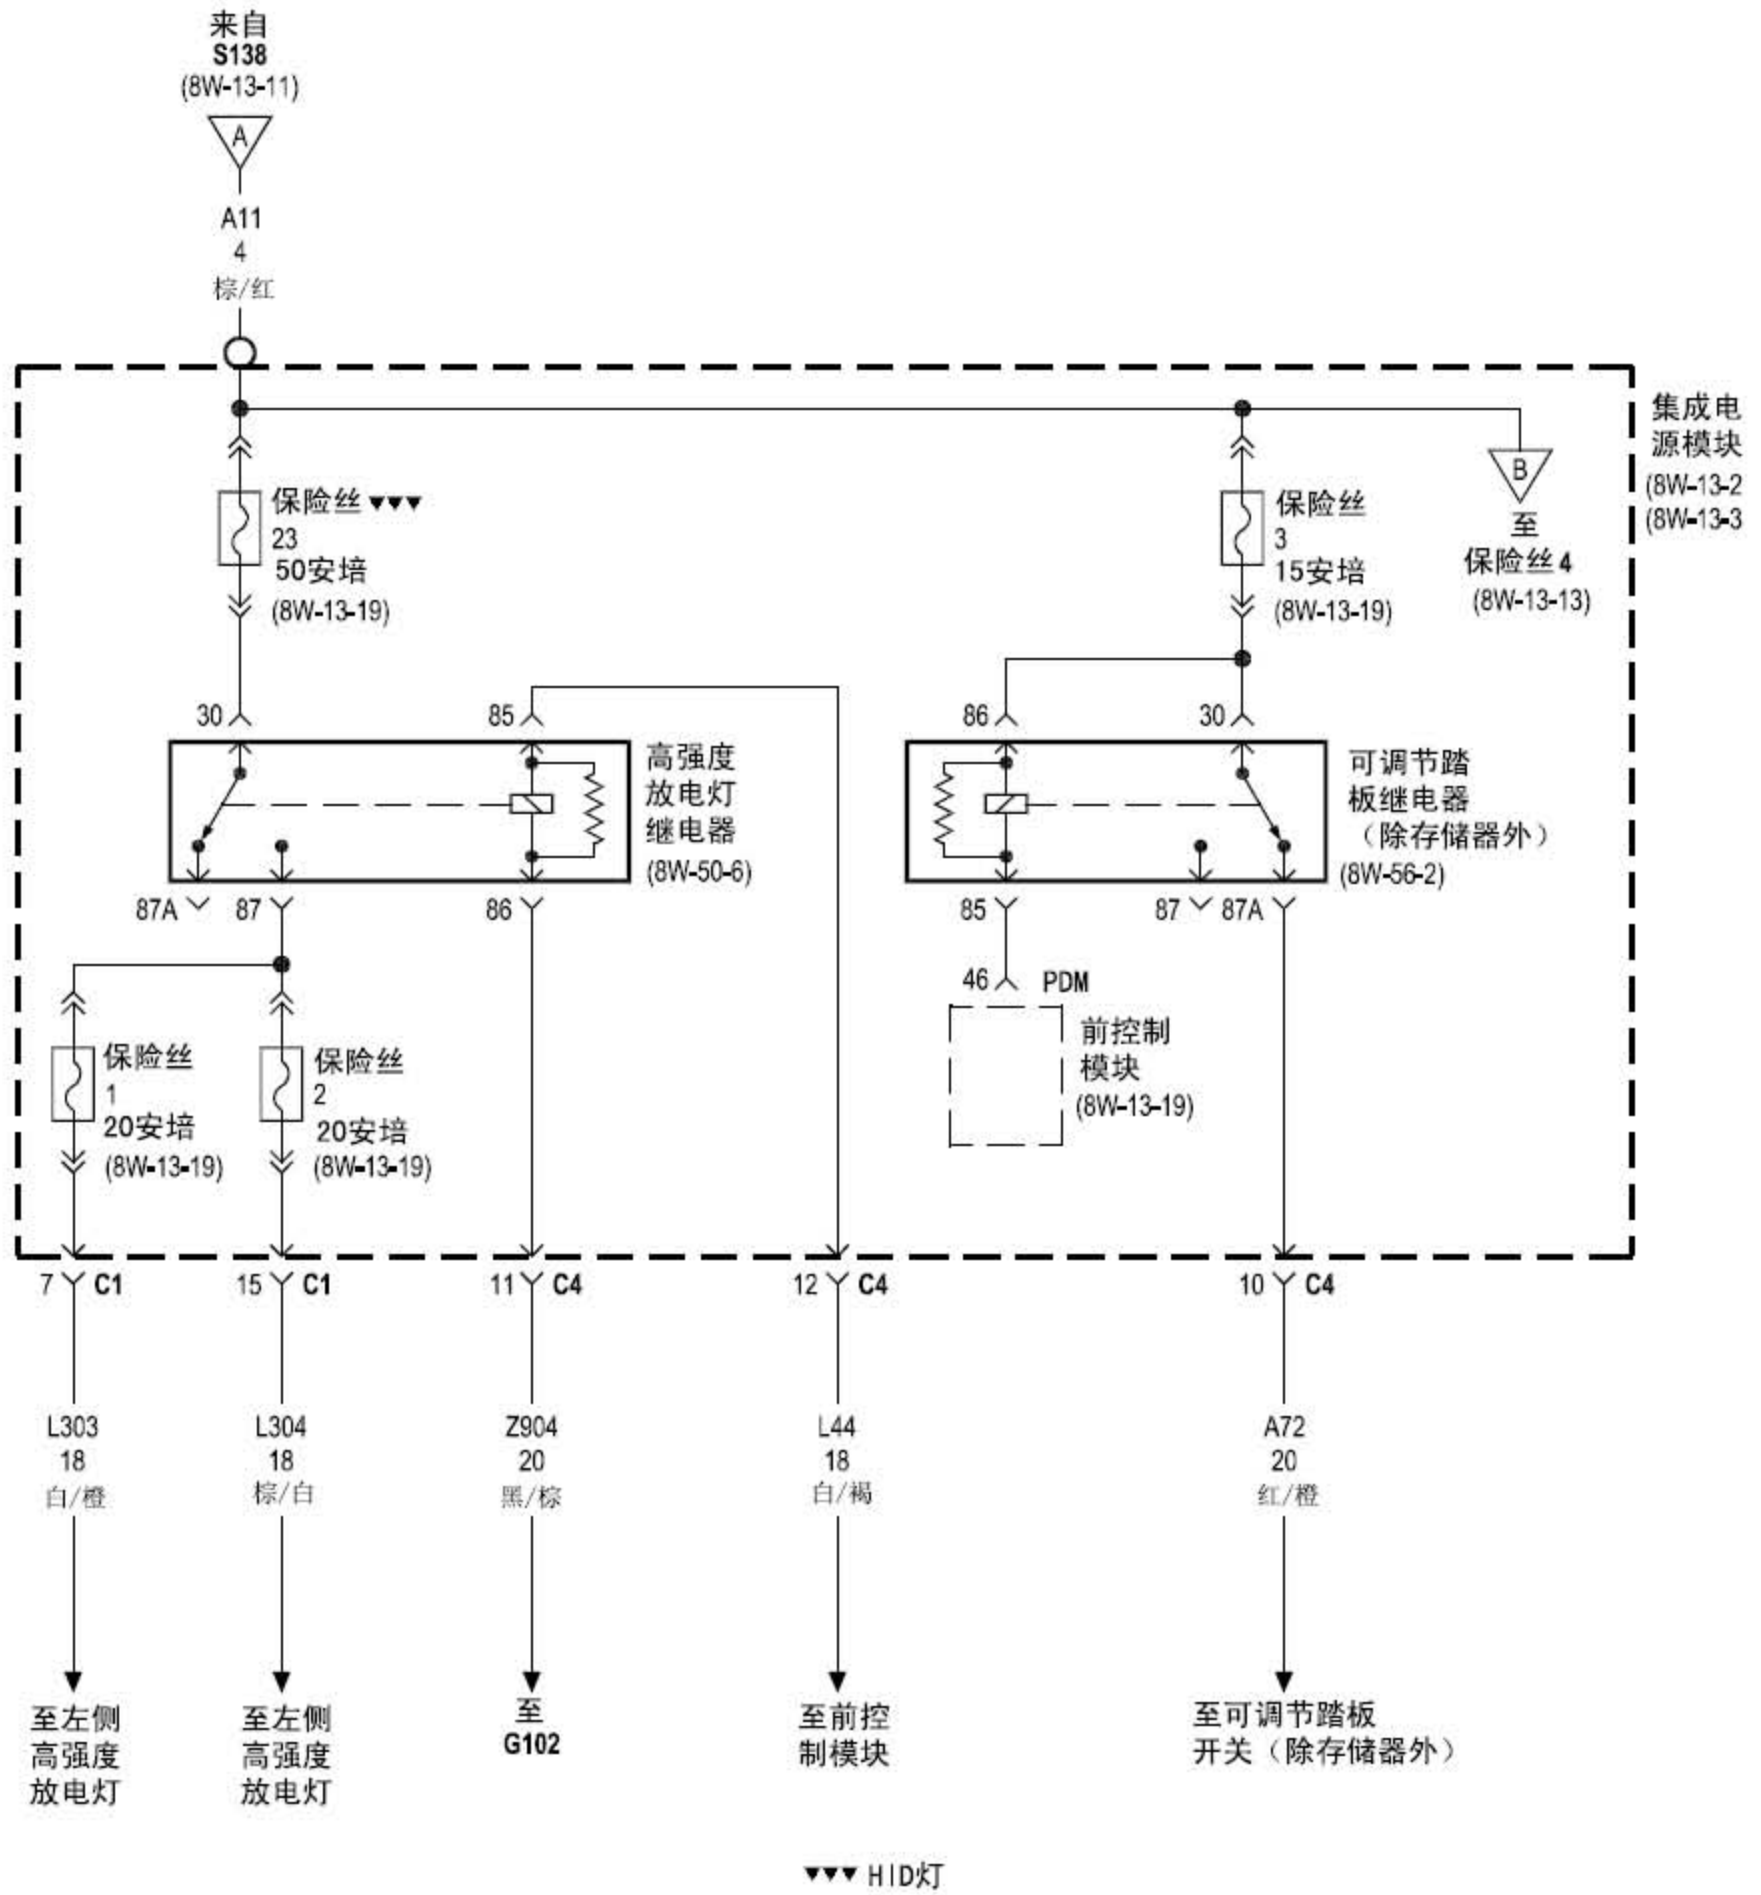 来自
S138
(8W-13-11)
A
A11
4
棕/红
集成电
源模块
(8W-13-2
(8W-13-3
保险丝 ▼▼▼
23
50安培
(8W-13-19)
保险丝
3
15安培
(8W-13-19)
B
至
保险丝4
(8W-13-13)
30
85
86
30
高强度
放电灯
继电器
(8W-50-6)
可调节踏
板继电器
（除存储器外）
(8W-56-2)
87A
87
86
85
87
87A
46
PDM
前控制
模块
(8W-13-19)
保险丝
1
20安培
(8W-13-19)
保险丝
2
20安培
(8W-13-19)
7 C1
15 C1
11 C4
12 C4
10 C4
L303
18
白/橙
L304
18
棕/白
Z904
20
黑/棕
L44
18
白/褐
A72
20
红/橙
至左侧
高强度
放电灯
至左侧
高强度
放电灯
至
G102
至前控
制模块
至可调节踏板
开关（除存储器外）
▼▼▼ HID灯